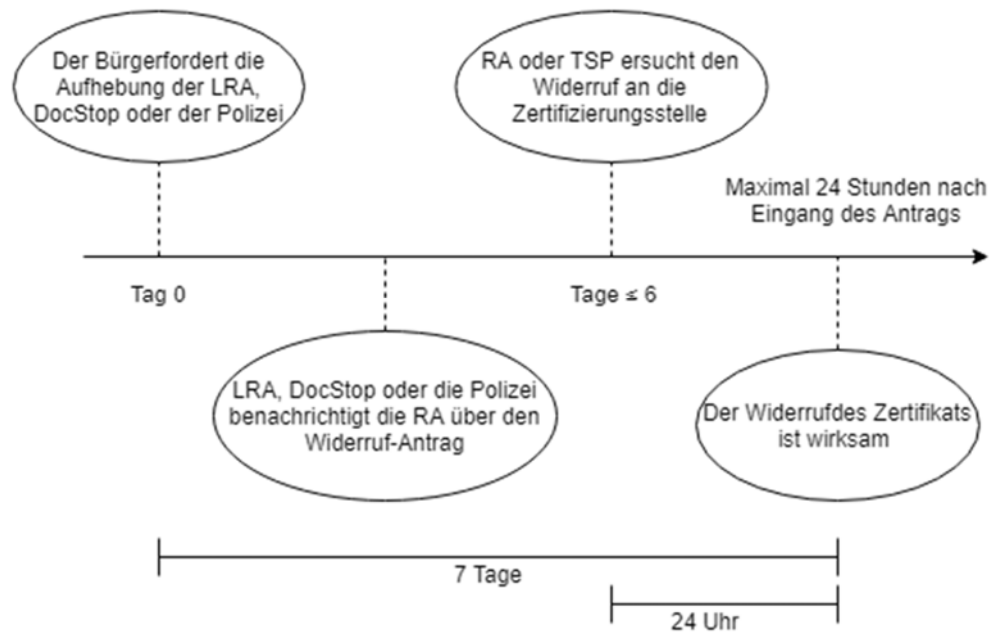 Der Bürgerfordert die
Aufhebung der LRA,
DocStop oder der Polizei
RA oder TSP ersucht den
Widerruf an die
Zertifizierungsstelle
Maximal 24 Stunden nach
Eingang des Antrags
Tag 0
Tage ≤ 6
LRA, DocStop oder die Polizei
benachrichtigt die RA über den
Widerruf-Antrag
Der Widerrufdes Zertifikats
ist wirksam
7 Tage
24 Uhr